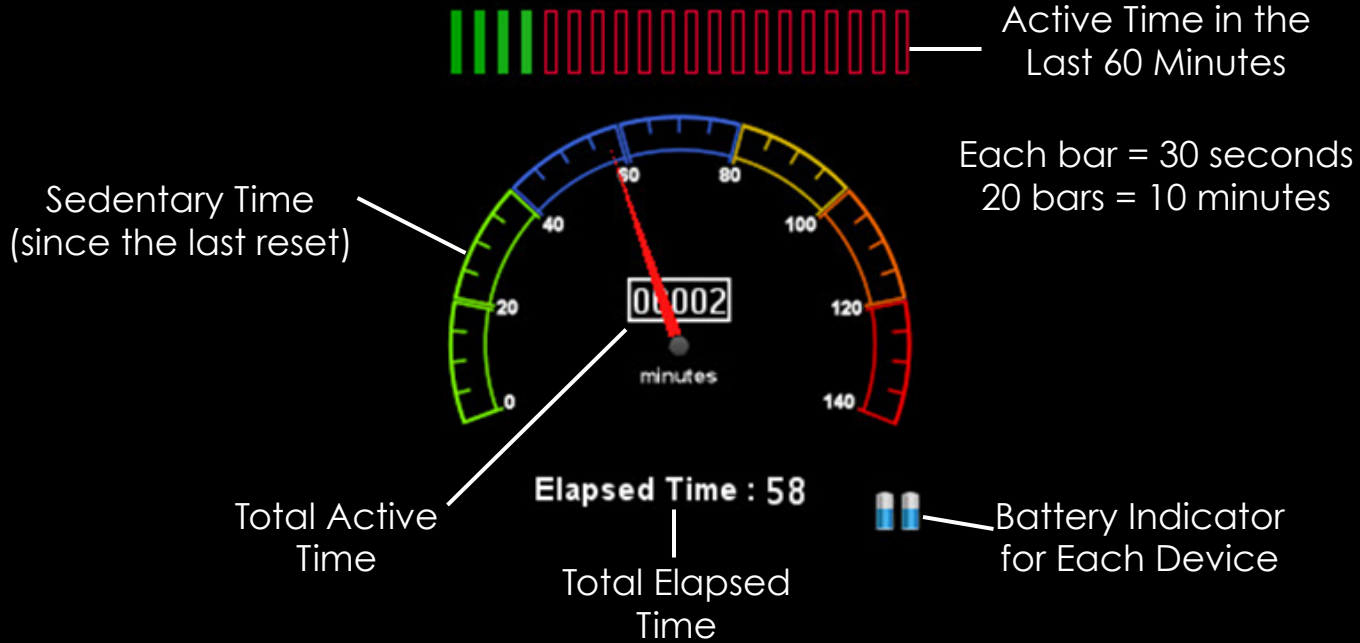 Active Time in the
Last 60 Minutes
Each bar = 30 seconds
20 bars = 10 minutes
Sedentary Time
(since the last reset)
0
20
40
60
80
100
120
140
00002
minutes
Elapsed Time : 58
Total Active
Time
Total Elapsed
Time
Battery Indicator
for Each Device